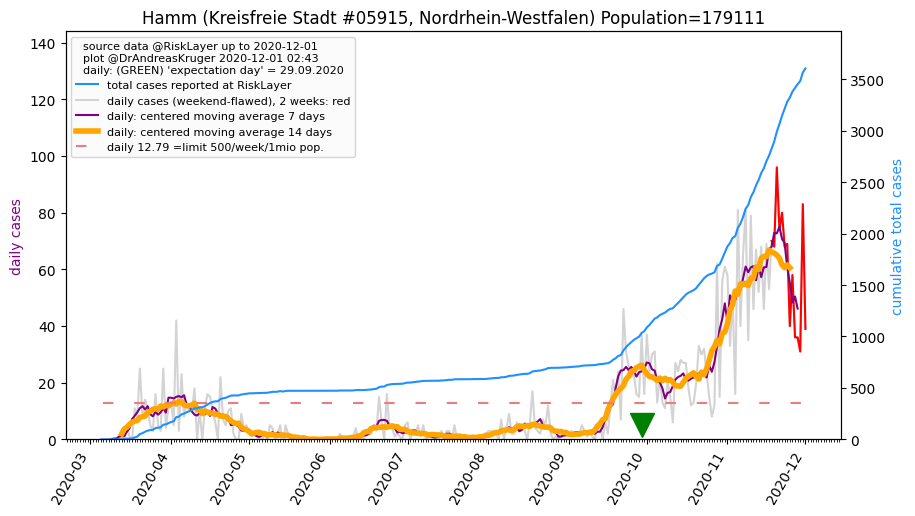 Hamm (Kreisfreie Stadt #05915, Nordrhein-Westfalen) Population=179111
source data @RiskLayer up to 2020-12-01
plot @DrAndreasKruger 2020-12-01 02:43
daily: (GREEN) 'expectation day' = 29.09.2020
total cases reported at RiskLayer
daily cases (weekend-flawed), 2 weeks: red
daily: centered moving average 7 days
daily: centered moving average 14 days
daily 12.79 =limit 500/week/1mio pop.
daily cases
140
120
100
80
60
40
20
0
cumulative total cases
3500
3000
2500
2000
1500
1000
500
0
2020-03
2020-04
2020-05
2020-06
2020-07
2020-08
2020-09
2020-10
2020-11
2020-12